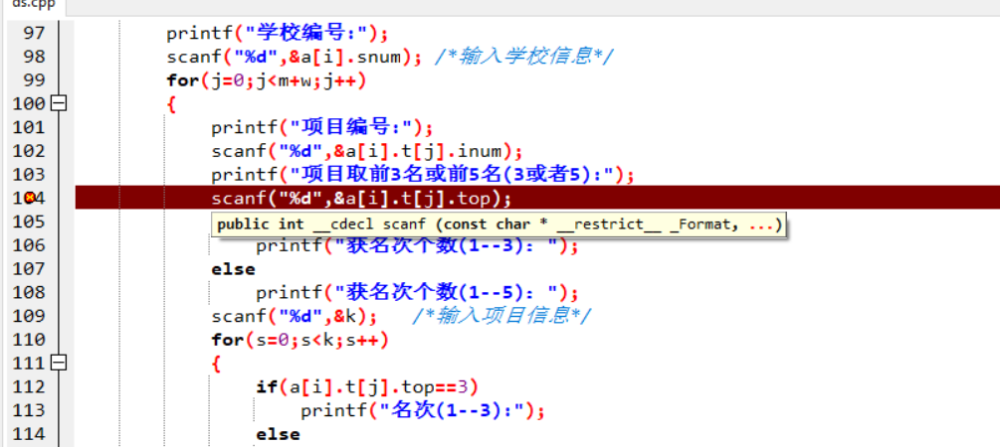 ds.cpp
97 printf("学校编号:");
98 scanf("%d",&a[i].snum); /*输入学校信息*/
99 for(j=0;j<m+w;j++)
100 {
101 printf("项目编号:");
102 scanf("%d",&a[i].t[j].inum);
103 printf("项目取前3名或前5名(3或者5):");
104 scanf("%d",&a[i].t[j].top);
105
public int __cdecl scanf (const char * __restrict__ _Format, ...)
106 printf("获名次个数(1--3): ");
107 else
108 printf("获名次个数(1--5): ");
109 scanf("%d",&k); /*输入项目信息*/
110 for(s=0;s<k;s++)
111 {
112 if(a[i].t[j].top==3)
113 printf("名次(1--3):");
114 else